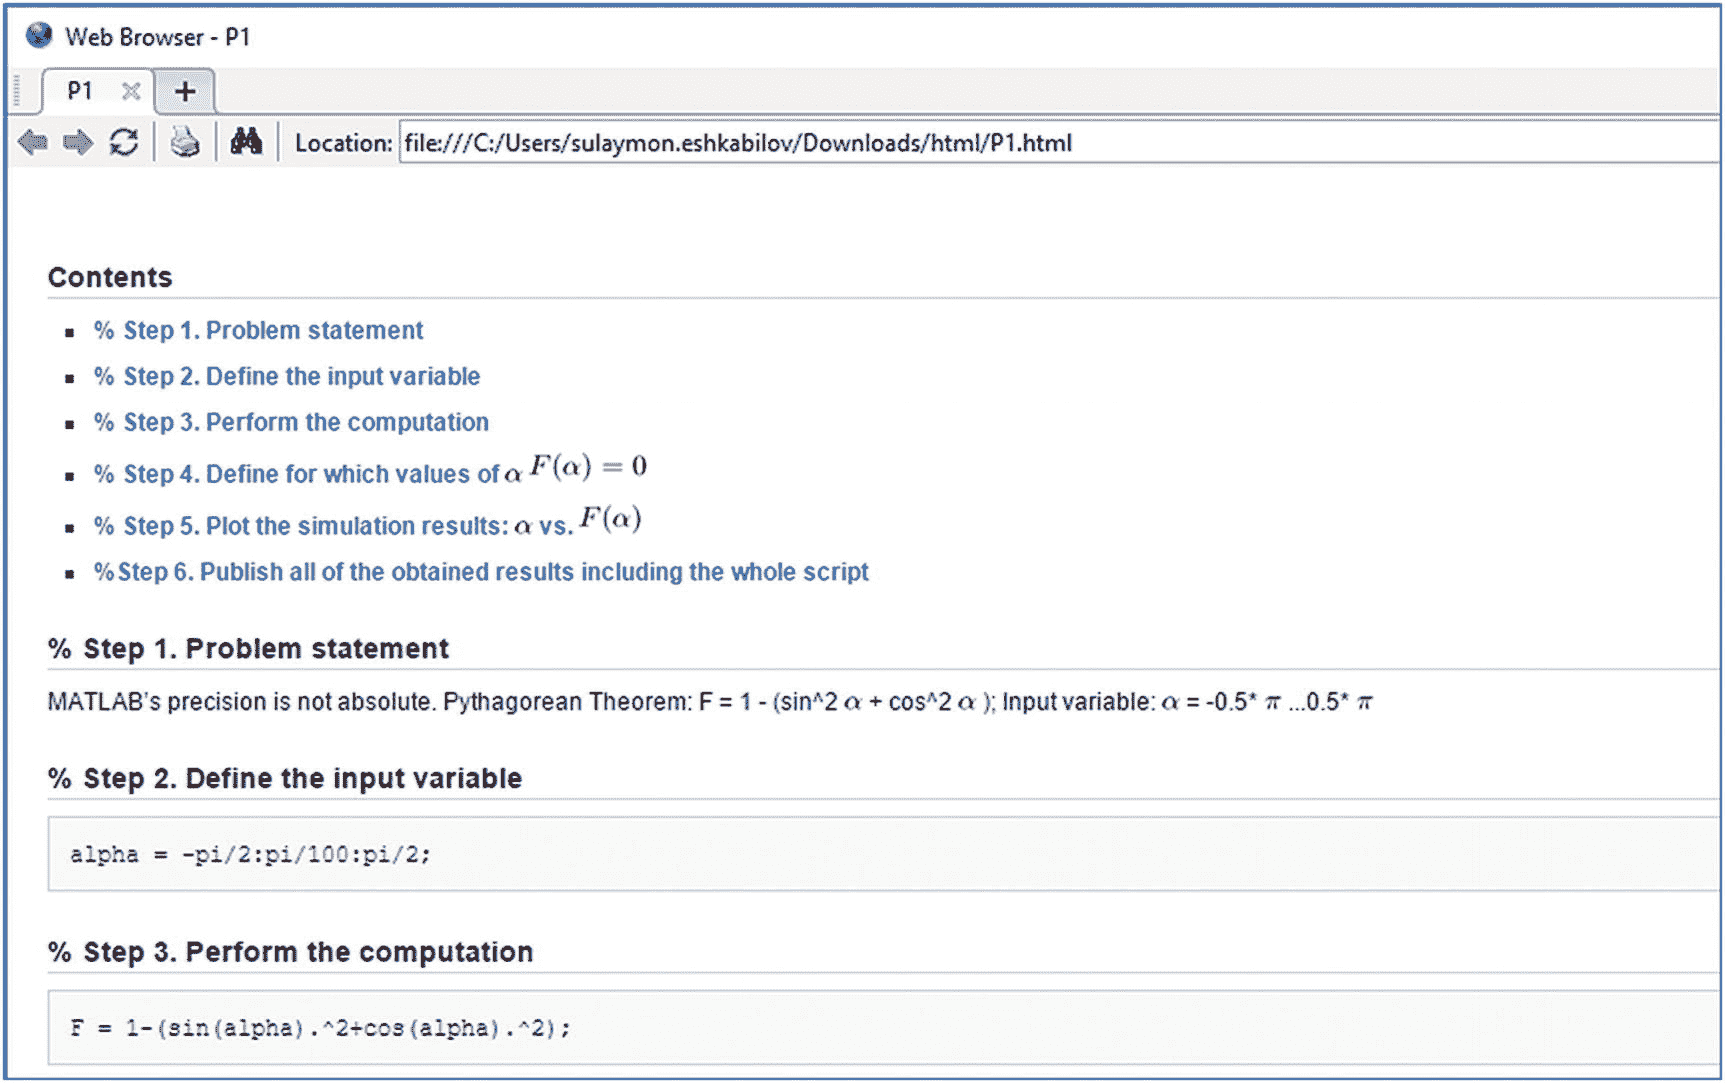 Web Browser - P1
P1
Location: file:///C:/Users/sulaymon.eshkabilov/Downloads/html/P1.html
Contents
% Step 1. Problem statement
% Step 2. Define the input variable
% Step 3. Perform the computation
% Step 4. Define for which values of α F(α) = 0
% Step 5. Plot the simulation results: α vs. F(α)
%Step 6. Publish all of the obtained results including the whole script
% Step 1. Problem statement
MATLAB's precision is not absolute. Pythagorean Theorem: F = 1 - (sin^2 α + cos^2 α ); Input variable: α = -0.5* π ...0.5* π
% Step 2. Define the input variable
alpha = -pi/2:pi/100:pi/2;
% Step 3. Perform the computation
F = 1-(sin(alpha).^2+cos(alpha).^2);